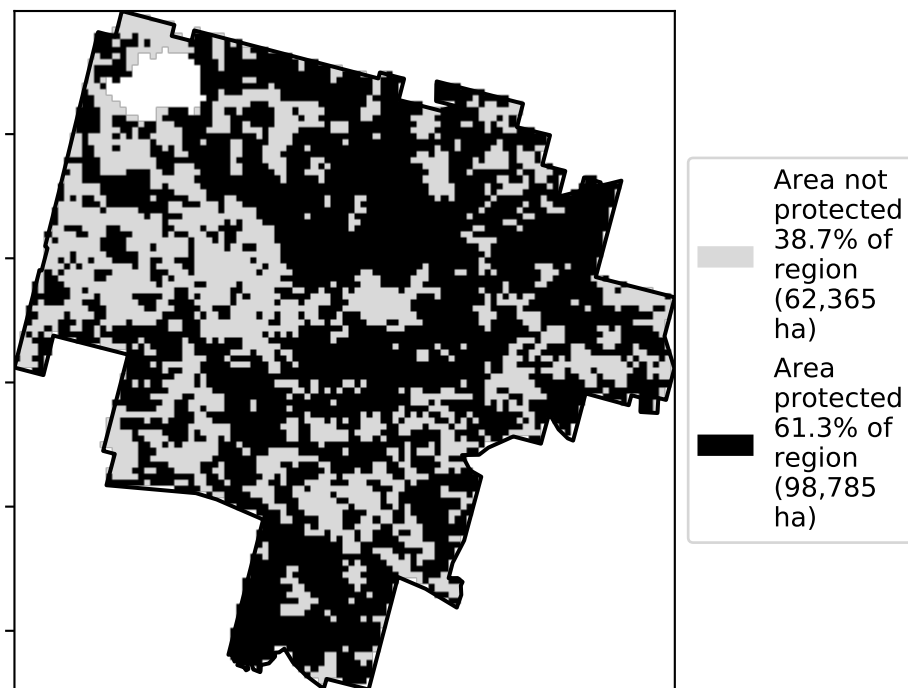 Area not
protected
38.7% of
region
(62,365
ha)
Area
protected
61.3% of
region
(98,785
ha)